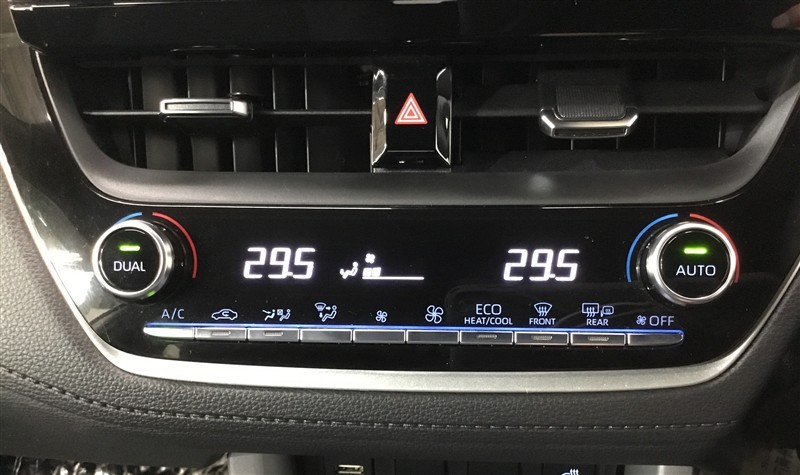 29.5 29.5
DUAL AUTO
A/C ECO HEAT/COOL FRONT REAR OFF